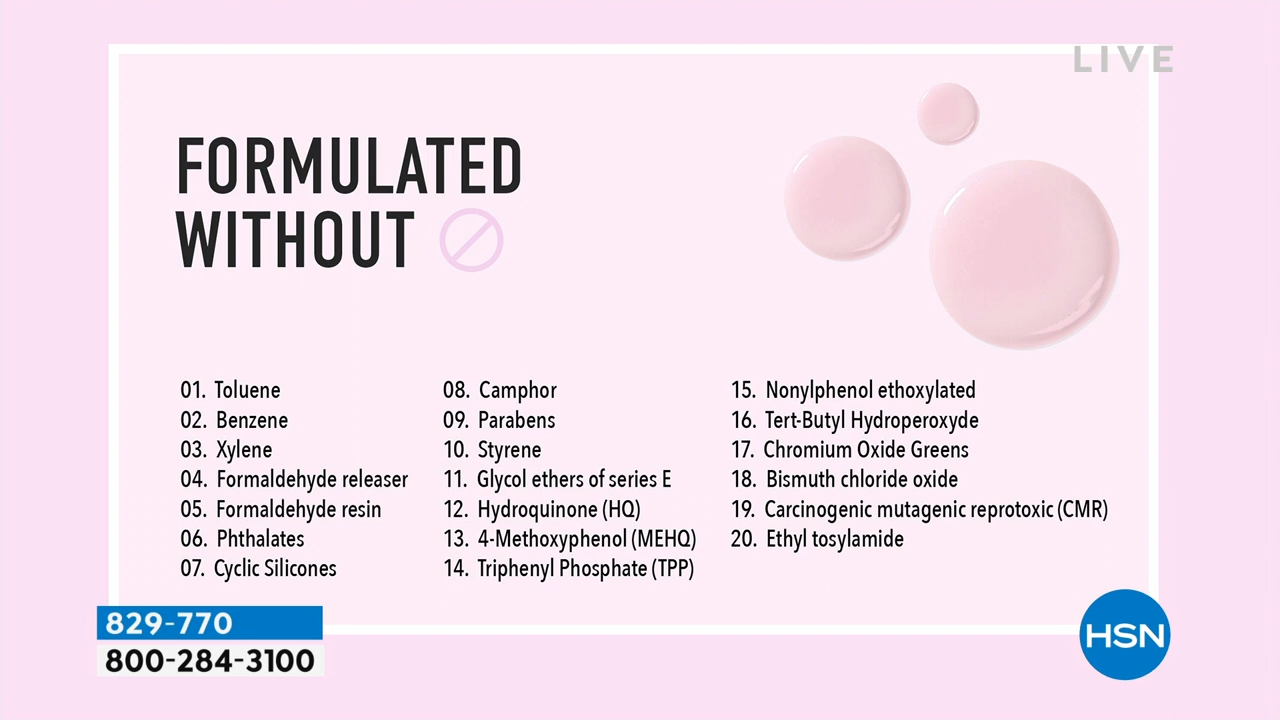 LIVE
FORMULATED
WITHOUT
01. Toluene
02. Benzene
03. Xylene
04. Formaldehyde releaser
05. Formaldehyde resin
06. Phthalates
07. Cyclic Silicones
08. Camphor
09. Parabens
10. Styrene
11. Glycol ethers of series E
12. Hydroquinone (HQ)
13. 4-Methoxyphenol (MEHQ)
14. Triphenyl Phosphate (TPP)
15. Nonylphenol ethoxylated
16. Tert-Butyl Hydroperoxyde
17. Chromium Oxide Greens
18. Bismuth chloride oxide
19. Carcinogenic mutagenic reprotoxic (CMR)
20. Ethyl tosylamide
829-770
800-284-3100
HSN